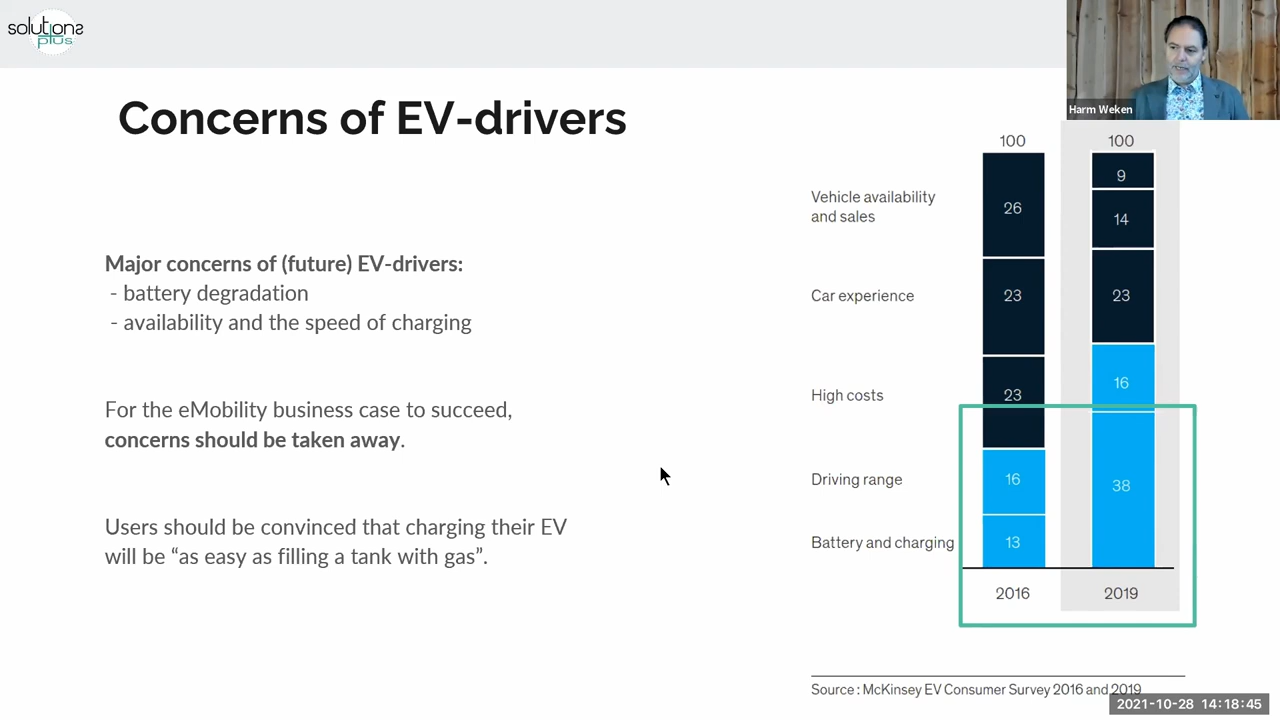 solutions
plus
Harm Weken
Concerns of EV-drivers
Major concerns of (future) EV-drivers:
- battery degradation
- availability and the speed of charging
For the eMobility business case to succeed,
concerns should be taken away.
Users should be convinced that charging their EV
will be “as easy as filling a tank with gas”.
100 100
Vehicle availability
and sales
26 9
14
Car experience 23 23
High costs 23 16
Driving range 16 38
Battery and charging 13
2016 2019
Source : McKinsey EV Consumer Survey 2016 and 2019
2021-10-28 14:18:45